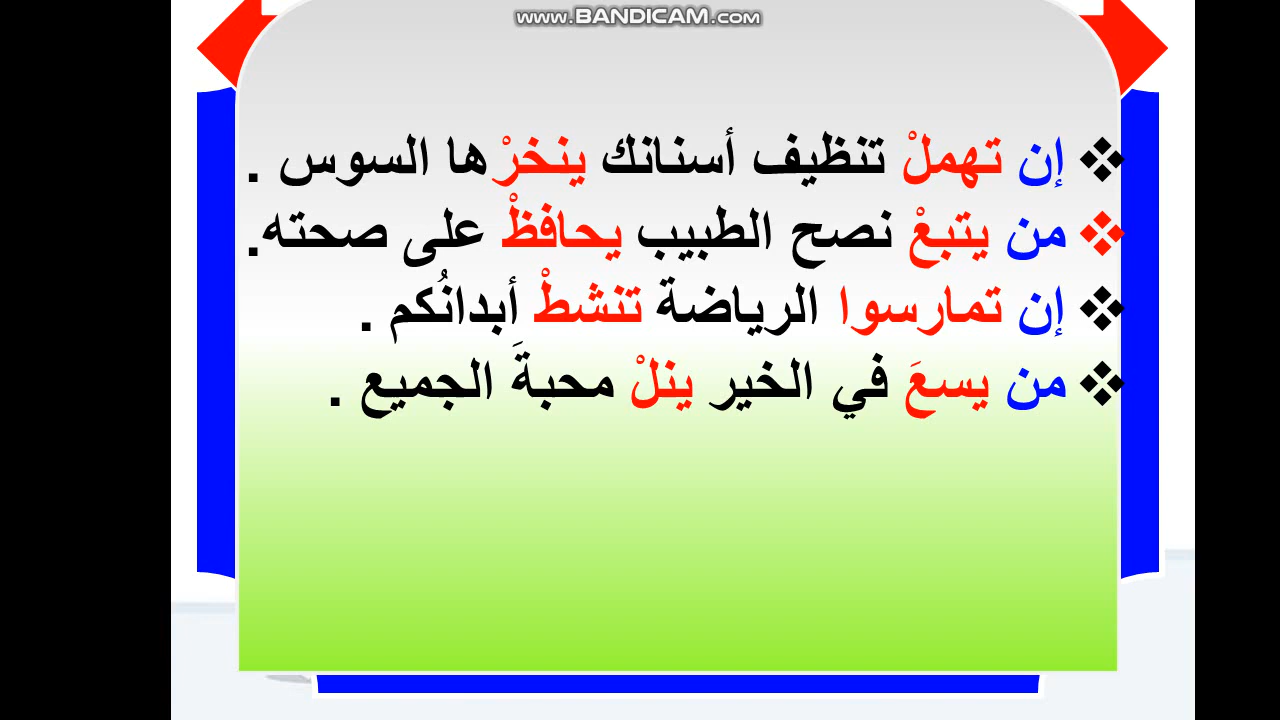 www.BANDICAM.com
❖ إن تهملْ تنظيف أسنانك ينخرْها السوس .
❖ من يتبعْ نصح الطبيب يحافظْ على صحته.
❖ إن تمارسوا الرياضة تنشطْ أبدانُكم .
❖ من يسعَ في الخير ينلْ محبةَ الجميع .